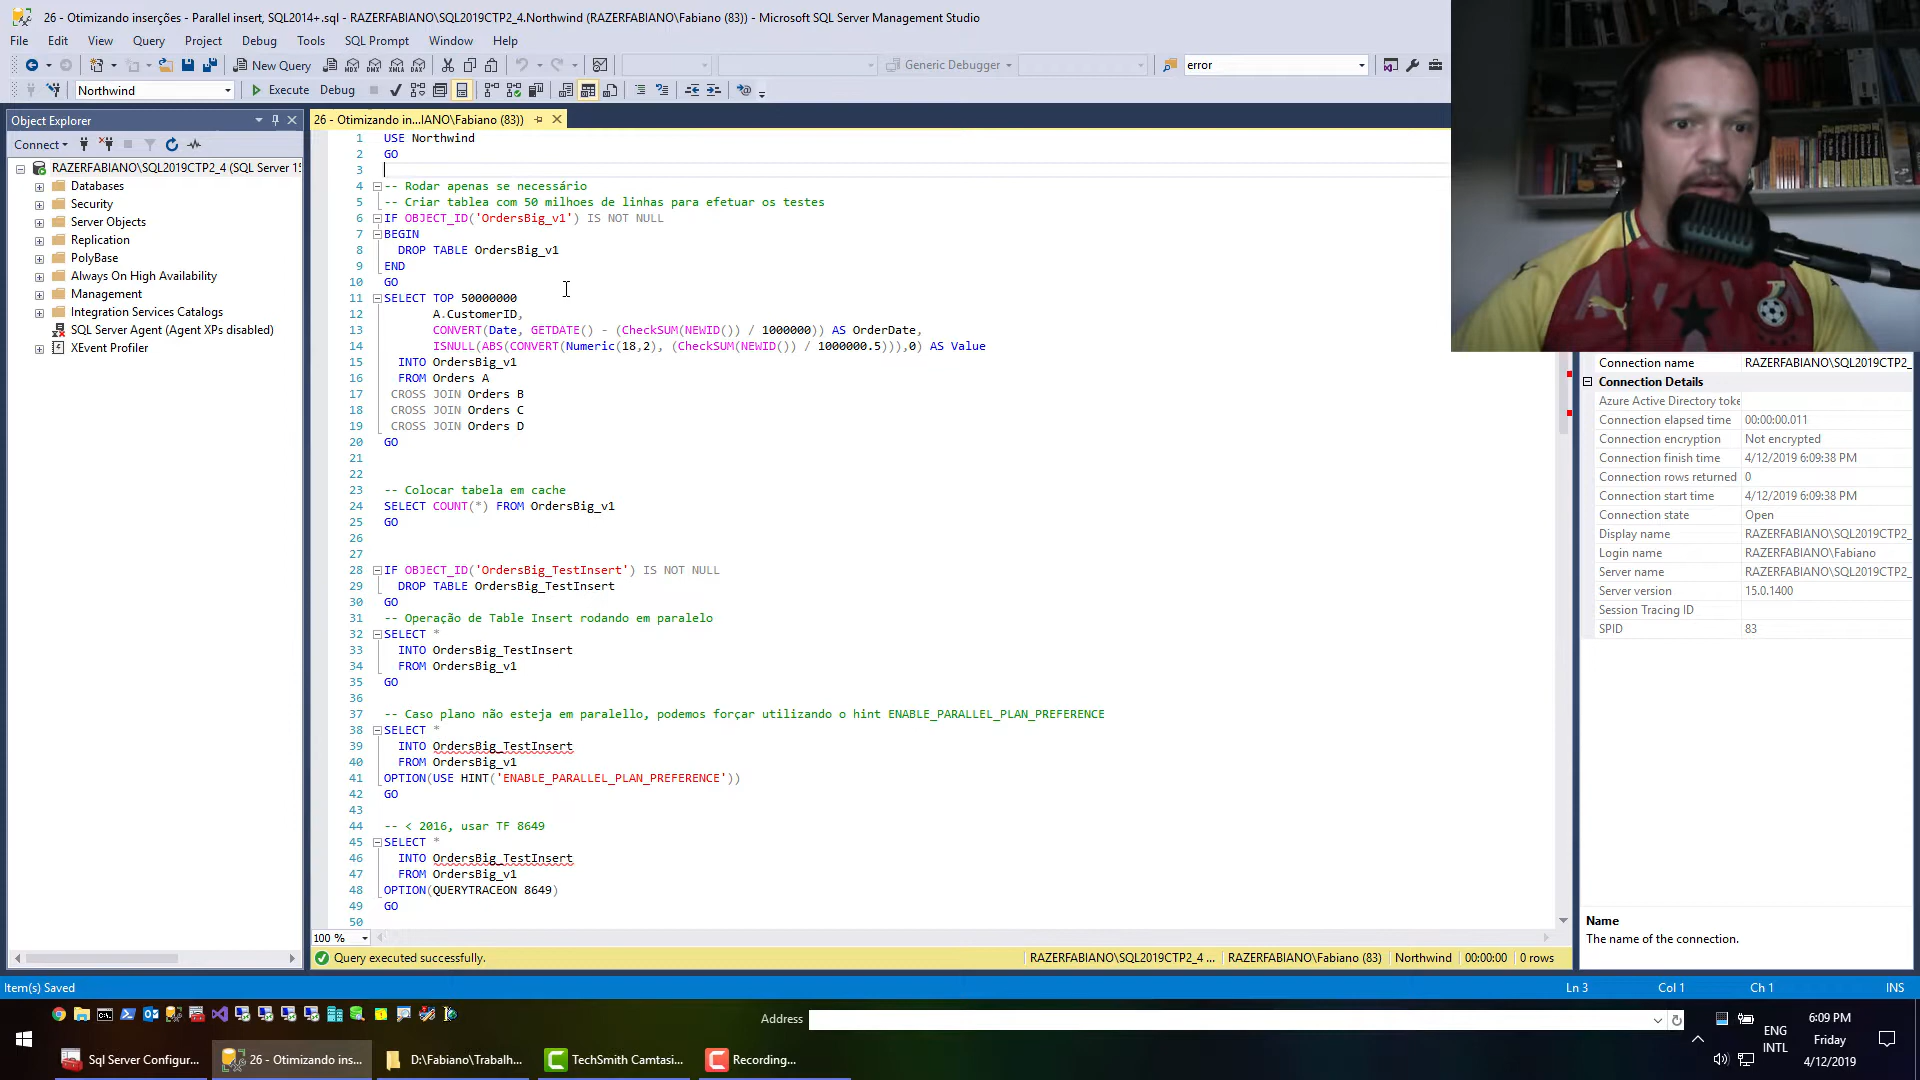 26 - Otimizando inserções - Parallel insert, SQL2014+.sql - RAZERFABIANO\SQL2019CTP2_4.Northwind (RAZERFABIANO\Fabiano (83)) - Microsoft SQL Server Management Studio
File Edit View Query Project Debug Tools SQL Prompt Window Help
New Query Generic Debugger error
Northwind Execute Debug
Object Explorer
Connect
RAZERFABIANO\SQL2019CTP2_4 (SQL Server 15
Databases
Security
Server Objects
Replication
PolyBase
Always On High Availability
Management
Integration Services Catalogs
SQL Server Agent (Agent XPs disabled)
XEvent Profiler
26 - Otimizando in...IANO\Fabiano (83))
1 USE Northwind
2 GO
3
4 -- Rodar apenas se necessário
5 -- Criar tablea com 50 milhoes de linhas para efetuar os testes
6 IF OBJECT_ID('OrdersBig_v1') IS NOT NULL
7 BEGIN
8 DROP TABLE OrdersBig_v1
9 END
10 GO
11 SELECT TOP 50000000
12 A.CustomerID,
13 CONVERT(Date, GETDATE() - (CheckSUM(NEWID()) / 1000000)) AS OrderDate,
14 ISNULL(ABS(CONVERT(Numeric(18,2), (CheckSUM(NEWID()) / 1000000.5))),0) AS Value
15 INTO OrdersBig_v1
16 FROM Orders A
17 CROSS JOIN Orders B
18 CROSS JOIN Orders C
19 CROSS JOIN Orders D
20 GO
21
22
23 -- Colocar tabela em cache
24 SELECT COUNT(*) FROM OrdersBig_v1
25 GO
26
27
28 IF OBJECT_ID('OrdersBig_TestInsert') IS NOT NULL
29 DROP TABLE OrdersBig_TestInsert
30 GO
31 -- Operação de Table Insert rodando em paralelo
32 SELECT *
33 INTO OrdersBig_TestInsert
34 FROM OrdersBig_v1
35 GO
36
37 -- Caso plano não esteja em paralello, podemos forçar utilizando o hint ENABLE_PARALLEL_PLAN_PREFERENCE
38 SELECT *
39 INTO OrdersBig_TestInsert
40 FROM OrdersBig_v1
41 OPTION(USE HINT('ENABLE_PARALLEL_PLAN_PREFERENCE'))
42 GO
43
44 -- < 2016, usar TF 8649
45 SELECT *
46 INTO OrdersBig_TestInsert
47 FROM OrdersBig_v1
48 OPTION(QUERYTRACEON 8649)
49 GO
50
100 %
Query executed successfully. RAZERFABIANO\SQL2019CTP2_4 ... RAZERFABIANO\Fabiano (83) Northwind 00:00:00 0 rows
Connection name RAZERFABIANO\SQL2019CTP2_
Connection Details
Azure Active Directory toke
Connection elapsed time 00:00:00.011
Connection encryption Not encrypted
Connection finish time 4/12/2019 6:09:38 PM
Connection rows returned 0
Connection start time 4/12/2019 6:09:38 PM
Connection state Open
Display name RAZERFABIANO\SQL2019CTP2_
Login name RAZERFABIANO\Fabiano
Server name RAZERFABIANO\SQL2019CTP2_
Server version 15.0.1400
Session Tracing ID
SPID 83
Name
The name of the connection.
Item(s) Saved Ln 3 Col 1 Ch 1 INS
Address
Sql Server Configur... 26 - Otimizando ins... D:\Fabiano\Trabalh... TechSmith Camtasi... Recording...
ENG
INTL
6:09 PM
Friday
4/12/2019